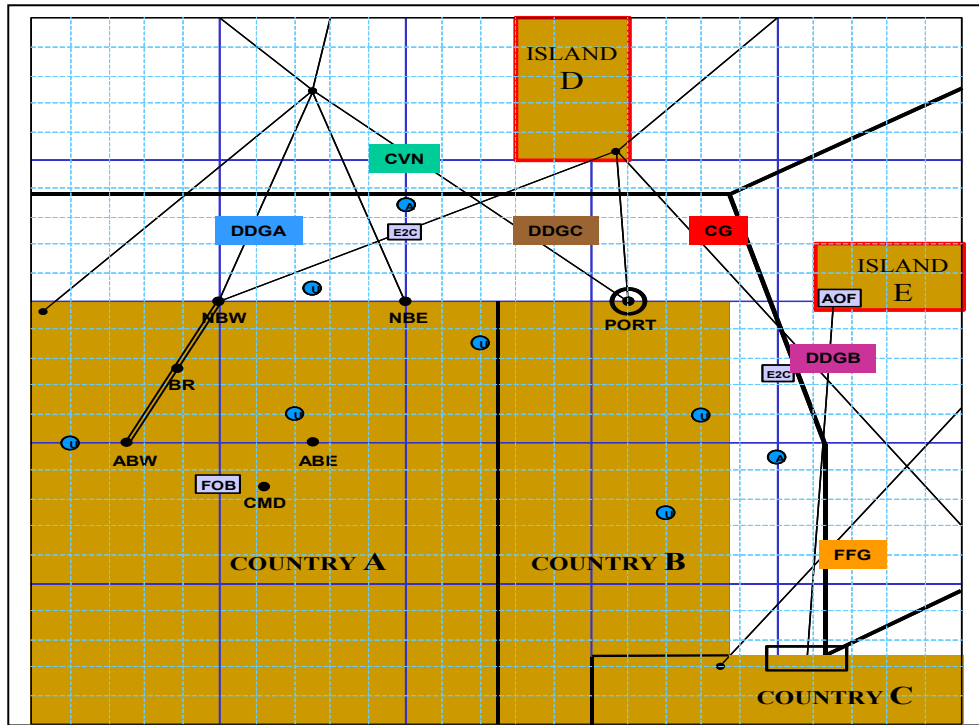 ISLAND
D
CVN
A
DDGA
E2C
DDGC
CG
ISLAND
E
U
AOF
NBW
NBE
PORT
U
DDGB
E2C
BR
U
U
U
ABW
ABE
A
FOB
CMD
U
COUNTRY A
COUNTRY B
FFG
COUNTRY C